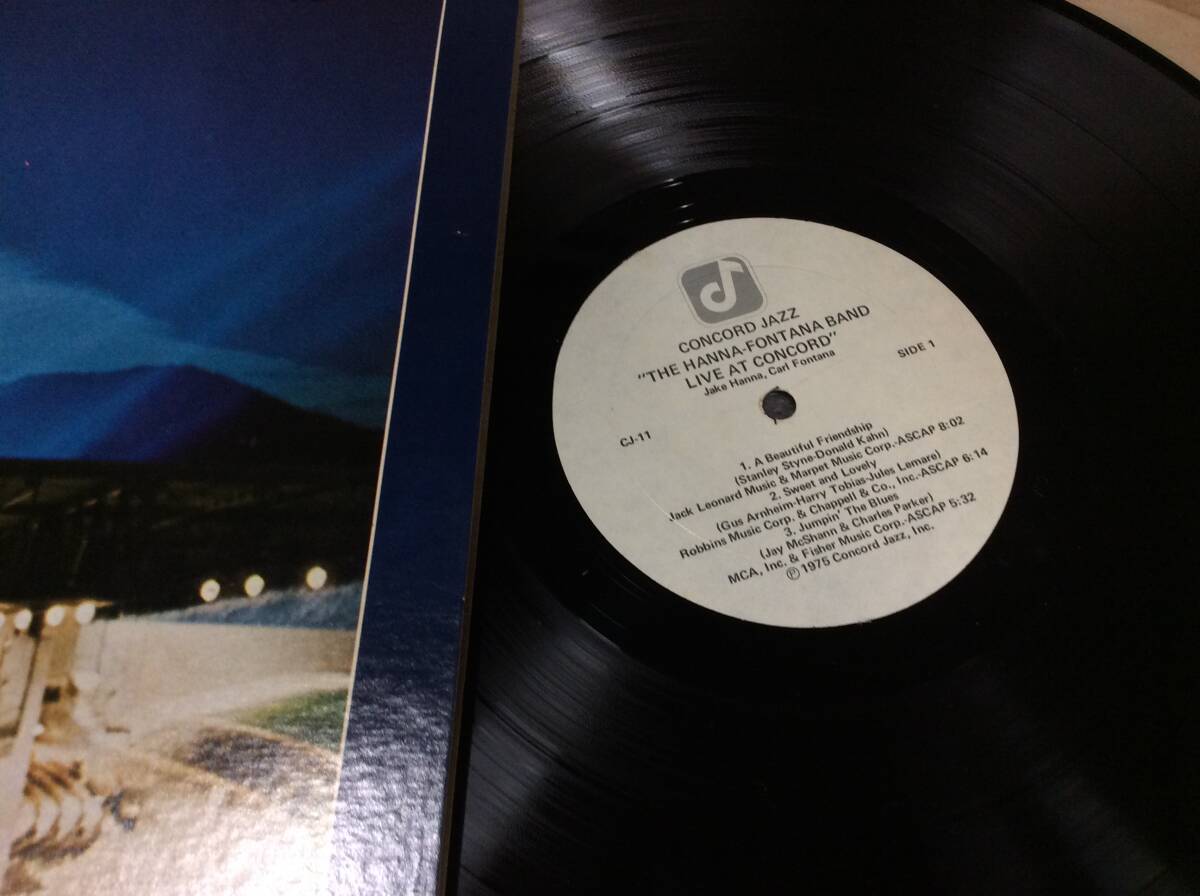 CONCORD JAZZ
"THE HANNA-FONTANA BAND
LIVE AT CONCORD"
Jake Hanna, Carl Fontana
SIDE 1
CJ-11
1. A Beautiful Friendship
(Stanley Styne-Donald Kahn)
Jack Leonard Music & Marpet Music Corp.-ASCAP 8:02
2. Sweet and Lovely
(Gus Arnheim-Harry Tobias-Jules Lemare)
Robbins Music Corp. & Chappell & Co., Inc.-ASCAP 6:14
3. Jumpin' The Blues
(Jay McShann & Charles Parker)
MCA, Inc. & Fisher Music Corp.-ASCAP 5:32
℗ 1975 Concord Jazz, Inc.